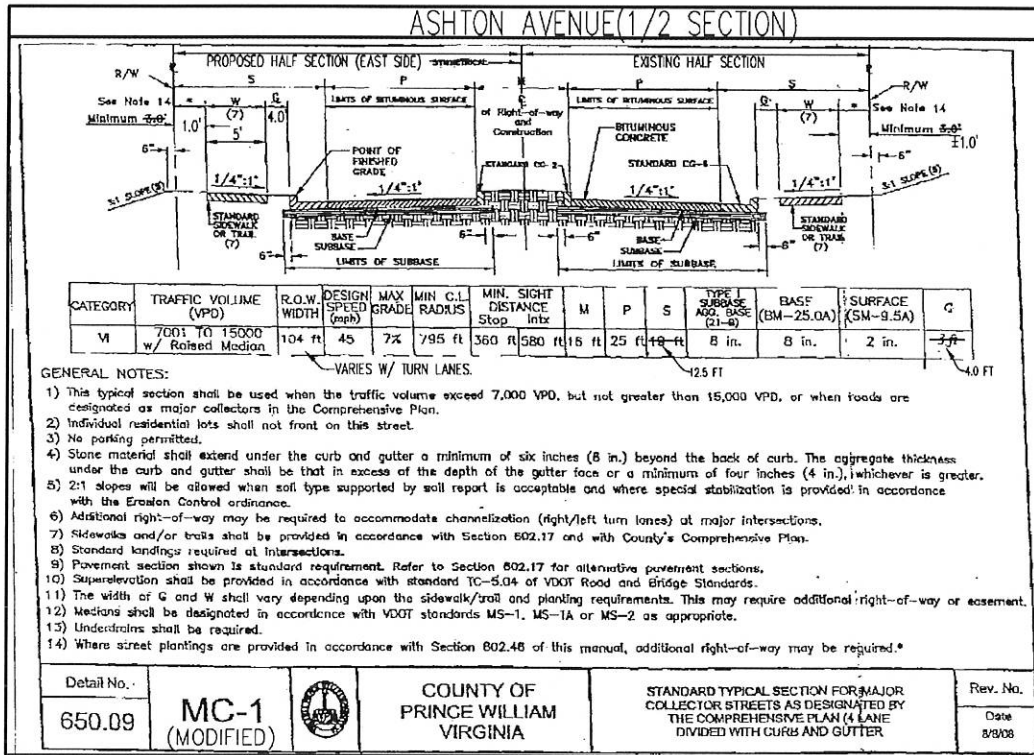 ASHTON AVENUE(1/2 SECTION)
PROPOSED HALF SECTION (EAST SIDE)
SYMMETRICAL
EXISTING HALF SECTION
R/W
S
P
M
P
S
R/W
See Note 14
*
W
G
LIMITS OF BITUMINOUS SURFACE
of Right-of-way
and
Construction
LIMITS OF BITUMINOUS SURFACE
G
W
*
See Note 14
Minimum 3.0'
1.0'
(7)
5'
4.0'
(7)
Minimum 3.0'
±1.0'
6"
POINT OF
FINISHED
GRADE
STANDARD CG-2
BITUMINOUS
CONCRETE
STANDARD CG-6
6"
3:1 SLOPE(5)
1/4":1'
1/4":1'
1/4":1'
1/4":1'
3:1 SLOPE(5)
STANDARD
SIDEWALK
OR TRAIL
(7)
BASE
SUBBASE
6"
6"
BASE
SUBBASE
STANDARD
SIDEWALK
OR TRAIL
(7)
6"
LIMITS OF SUBBASE
LIMITS OF SUBBASE
6"
CATEGORY TRAFFIC VOLUME (VPD) R.O.W. WIDTH DESIGN SPEED (mph) MAX GRADE MIN C.L. RADIUS MIN. SIGHT DISTANCE Stop Intx M P S TYPE I SUBBASE AGG. BASE (21-B) BASE (BM-25.0A) SURFACE (SM-9.5A) G
VI 7001 TO 15000 w/ Raised Median 104 ft 45 7% 795 ft 360 ft 580 ft 16 ft 25 ft 19 ft 8 in. 8 in. 2 in. 3 ft
VARIES W/ TURN LANES.
12.5 FT
4.0 FT
GENERAL NOTES:
1) This typical section shall be used when the traffic volume exceed 7,000 VPD, but not greater than 15,000 VPD, or when roads are
designated as major collectors in the Comprehensive Plan.
2) Individual residential lots shall not front on this street.
3) No parking permitted.
4) Stone material shall extend under the curb and gutter a minimum of six inches (6 in.) beyond the back of curb. The aggregate thickness
under the curb and gutter shall be that in excess of the depth of the gutter face or a minimum of four inches (4 in.), whichever is greater.
5) 2:1 slopes will be allowed when soil type supported by soil report is acceptable and where special stabilization is provided in accordance
with the Erosion Control ordinance.
6) Additional right-of-way may be required to accommodate channelization (right/left turn lanes) at major intersections.
7) Sidewalks and/or trails shall be provided in accordance with Section 602.17 and with County's Comprehensive Plan.
8) Standard landings required at intersections.
9) Pavement section shown is standard requirement. Refer to Section 602.17 for alternative pavement sections.
10) Superelevation shall be provided in accordance with standard TC-5.04 of VDOT Road and Bridge Standards.
11) The width of G and W shall vary depending upon the sidewalk/trail and planting requirements. This may require additional right-of-way or easement.
12) Medians shall be designated in accordance with VDOT standards MS-1, MS-1A or MS-2 as appropriate.
13) Underdrains shall be required.
14) Where street plantings are provided in accordance with Section 802.46 of this manual, additional right-of-way may be required.*
Detail No.
650.09
MC-1
(MODIFIED)
COUNTY OF
PRINCE WILLIAM
VIRGINIA
STANDARD TYPICAL SECTION FOR MAJOR
COLLECTOR STREETS AS DESIGNATED BY
THE COMPREHENSIVE PLAN (4 LANE
DIVIDED WITH CURB AND GUTTER
Rev. No.
Date
8/8/08